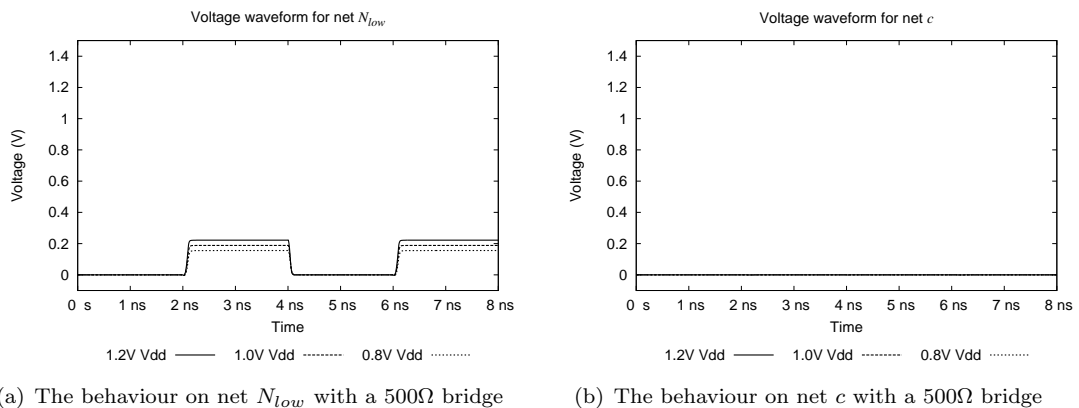 Voltage waveform for net N_low
1.4
1.2
1
0.8
0.6
0.4
0.2
0
Voltage (V)
0 s 1 ns 2 ns 3 ns 4 ns 5 ns 6 ns 7 ns 8 ns
Time
1.2V Vdd 1.0V Vdd 0.8V Vdd
(a) The behaviour on net N_low with a 500Ω bridge
Voltage waveform for net c
1.4
1.2
1
0.8
0.6
0.4
0.2
0
Voltage (V)
0 s 1 ns 2 ns 3 ns 4 ns 5 ns 6 ns 7 ns 8 ns
Time
1.2V Vdd 1.0V Vdd 0.8V Vdd
(b) The behaviour on net c with a 500Ω bridge